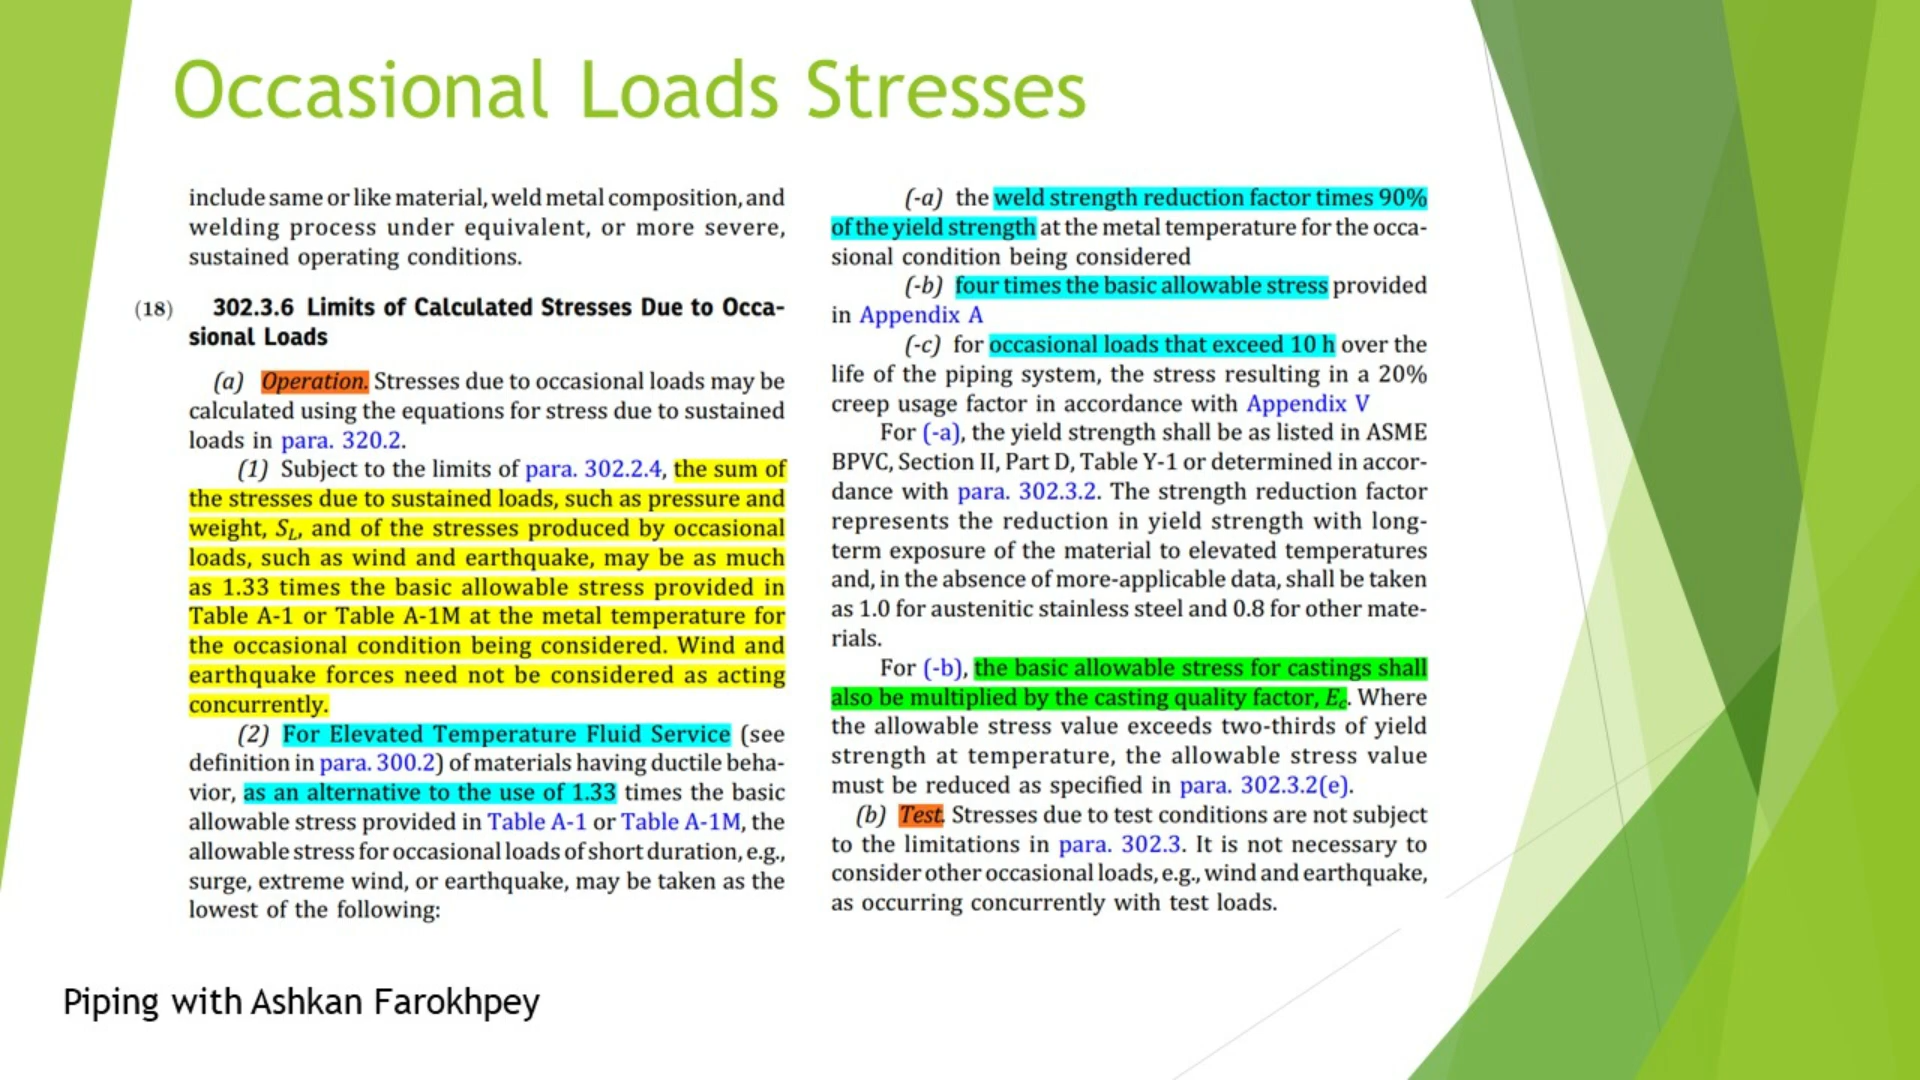 Occasional Loads Stresses
include same or like material, weld metal composition, and
welding process under equivalent, or more severe,
sustained operating conditions.
(18) 302.3.6 Limits of Calculated Stresses Due to Occa-
sional Loads
(a) Operation. Stresses due to occasional loads may be
calculated using the equations for stress due to sustained
loads in para. 320.2.
(1) Subject to the limits of para. 302.2.4, the sum of
the stresses due to sustained loads, such as pressure and
weight, SL, and of the stresses produced by occasional
loads, such as wind and earthquake, may be as much
as 1.33 times the basic allowable stress provided in
Table A-1 or Table A-1M at the metal temperature for
the occasional condition being considered. Wind and
earthquake forces need not be considered as acting
concurrently.
(2) For Elevated Temperature Fluid Service (see
definition in para. 300.2) of materials having ductile beha-
vior, as an alternative to the use of 1.33 times the basic
allowable stress provided in Table A-1 or Table A-1M, the
allowable stress for occasional loads of short duration, e.g.,
surge, extreme wind, or earthquake, may be taken as the
lowest of the following:
(-a) the weld strength reduction factor times 90%
of the yield strength at the metal temperature for the occa-
sional condition being considered
(-b) four times the basic allowable stress provided
in Appendix A
(-c) for occasional loads that exceed 10 h over the
life of the piping system, the stress resulting in a 20%
creep usage factor in accordance with Appendix V
For (-a), the yield strength shall be as listed in ASME
BPVC, Section II, Part D, Table Y-1 or determined in accor-
dance with para. 302.3.2. The strength reduction factor
represents the reduction in yield strength with long-
term exposure of the material to elevated temperatures
and, in the absence of more-applicable data, shall be taken
as 1.0 for austenitic stainless steel and 0.8 for other mate-
rials.
For (-b), the basic allowable stress for castings shall
also be multiplied by the casting quality factor, Ec. Where
the allowable stress value exceeds two-thirds of yield
strength at temperature, the allowable stress value
must be reduced as specified in para. 302.3.2(e).
(b) Test. Stresses due to test conditions are not subject
to the limitations in para. 302.3. It is not necessary to
consider other occasional loads, e.g., wind and earthquake,
as occurring concurrently with test loads.
Piping with Ashkan Farokhpey